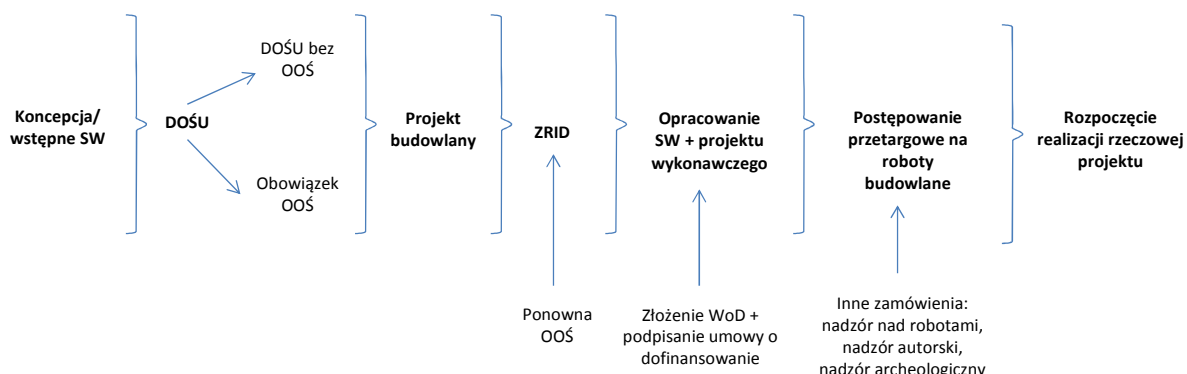 Koncepcja/
wstępne SW
DOŚU
DOŚU bez
OOŚ
Obowiązek
OOŚ
Projekt
budowlany
ZRID
Ponowna
OOŚ
Opracowanie
SW + projektu
wykonawczego
Złożenie WoD +
podpisanie umowy o
dofinansowanie
Postępowanie
przetargowe na
roboty
budowlane
Inne zamówienia:
nadzór nad robotami,
nadzór autorski,
nadzór archeologiczny
Rozpoczęcie
realizacji rzeczowej
projektu